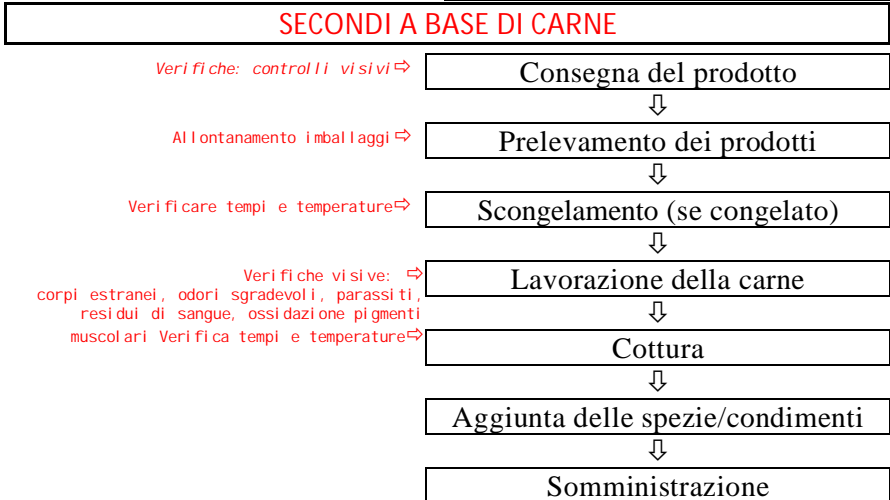 SECONDI A BASE DI CARNE
Verifiche: controlli visivi⇨
Consegna del prodotto
⇩
Allontanamento imballaggi⇨
Prelevamento dei prodotti
⇩
Verificare tempi e temperature⇨
Scongelamento (se congelato)
⇩
Verifiche visive: ⇨
corpi estranei, odori sgradevoli, parassiti,
residui di sangue, ossidazione pigmenti
Lavorazione della carne
⇩
muscolari Verifica tempi e temperature⇨
Cottura
⇩
Aggiunta delle spezie/condimenti
⇩
Somministrazione